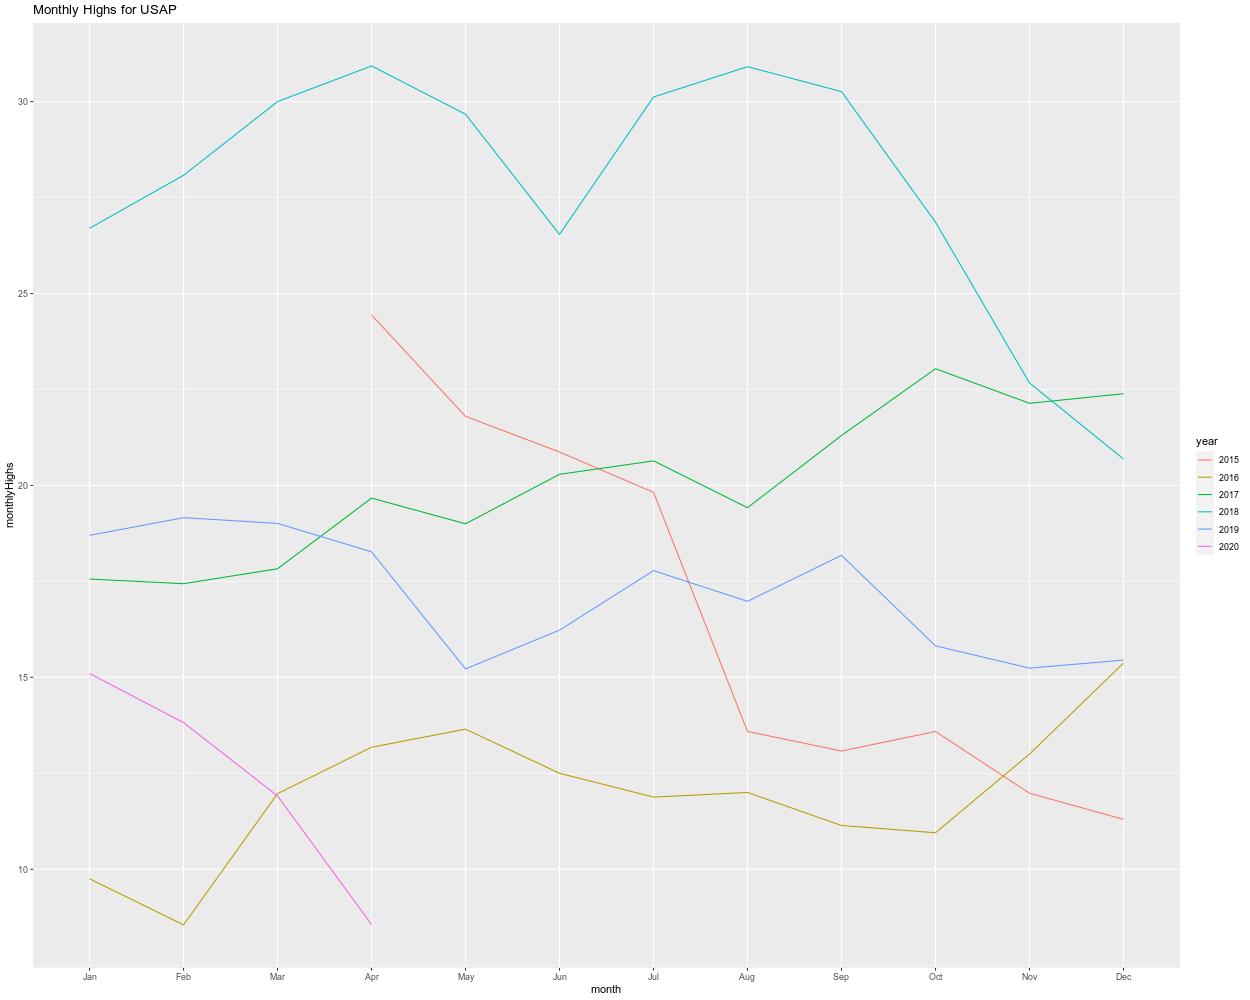 Monthly Highs for USAP
monthlyHighs
30
25
20
15
10
Jan Feb Mar Apr May Jun Jul Aug Sep Oct Nov Dec
month
year
2015
2016
2017
2018
2019
2020